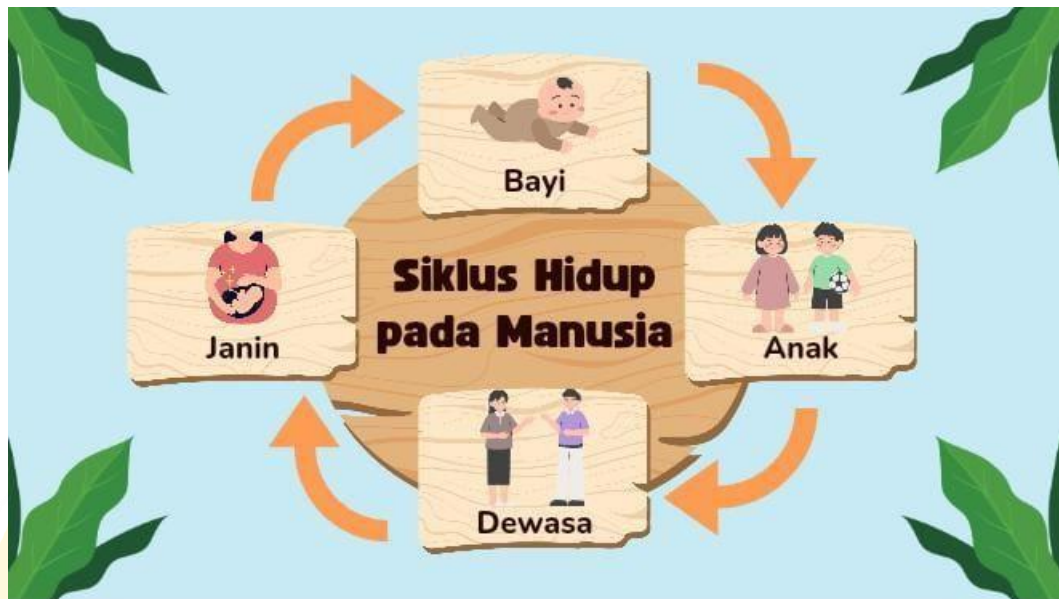 Bayi
Siklus Hidup
pada Manusia
Janin
Anak
Dewasa